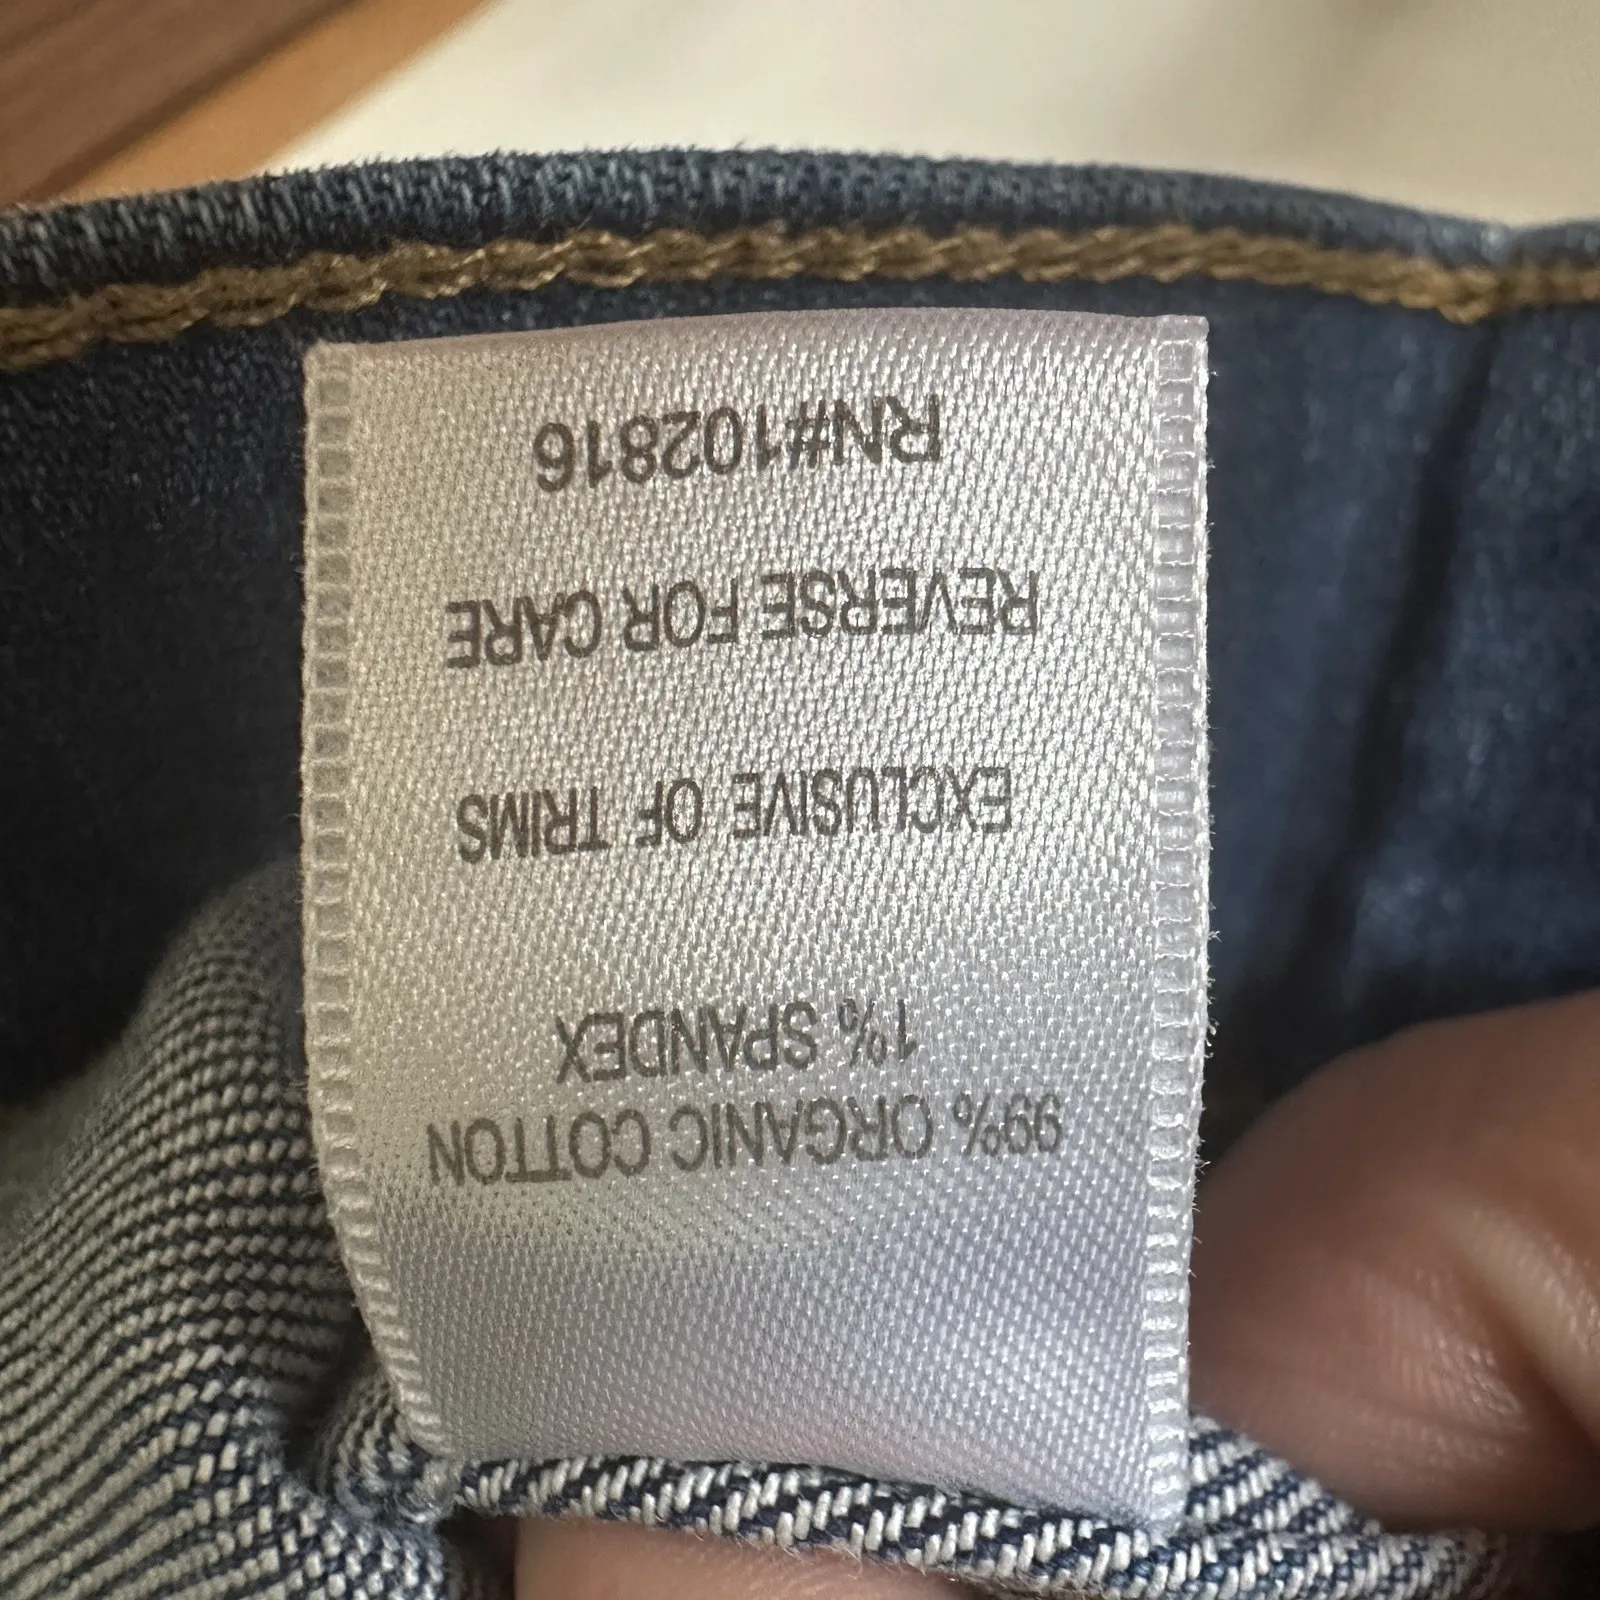 99% ORGANIC COTTON
1% SPANDEX
EXCLUSIVE OF TRIMS
REVERSE FOR CARE
RN#102816